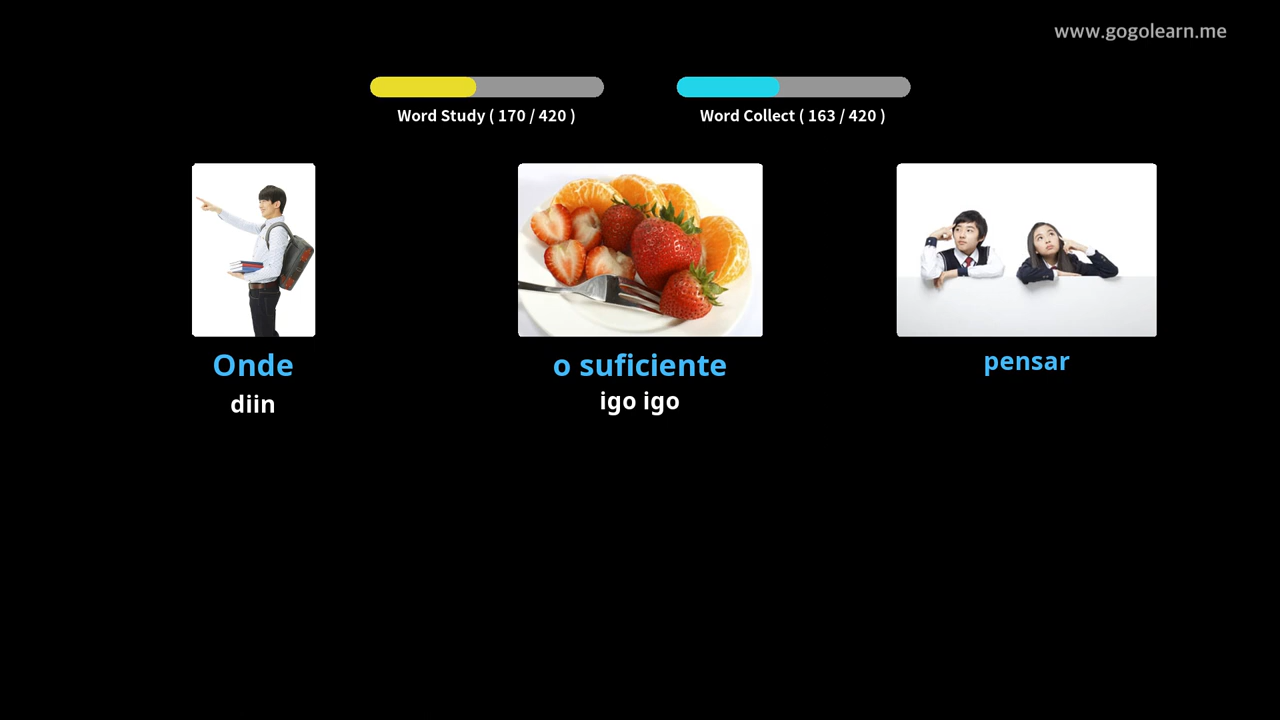 www.gogolearn.me
Word Study ( 170 / 420 )
Word Collect ( 163 / 420 )
Onde
diin
o suficiente
igo igo
pensar